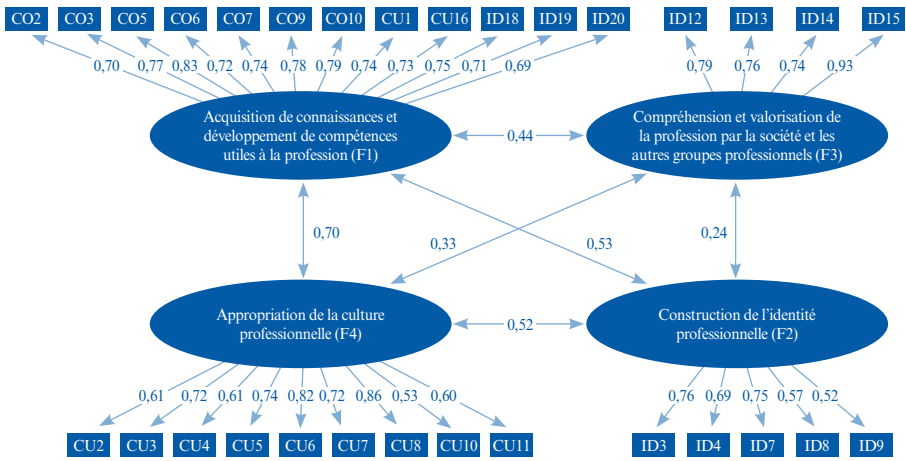 CO2 CO3 CO5 CO6 CO7 CO9 CO10 CU1 CU16 ID18 ID19 ID20 ID12 ID13 ID14 ID15
0,70 0,77 0,83 0,72 0,74 0,78 0,79 0,74 0,73 0,75 0,71 0,69 0,79 0,76 0,74 0,93
Acquisition de connaissances et
développement de compétences
utiles à la profession (F1)
0,44
Compréhension et valorisation de
la profession par la société et les
autres groupes professionnels (F3)
0,70 0,33 0,53 0,24
Appropriation de la culture
professionnelle (F4)
0,52
Construction de l’identité
professionnelle (F2)
0,61 0,72 0,61 0,74 0,82 0,72 0,86 0,53 0,60 0,76 0,69 0,75 0,57 0,52
CU2 CU3 CU4 CU5 CU6 CU7 CU8 CU10 CU11 ID3 ID4 ID7 ID8 ID9